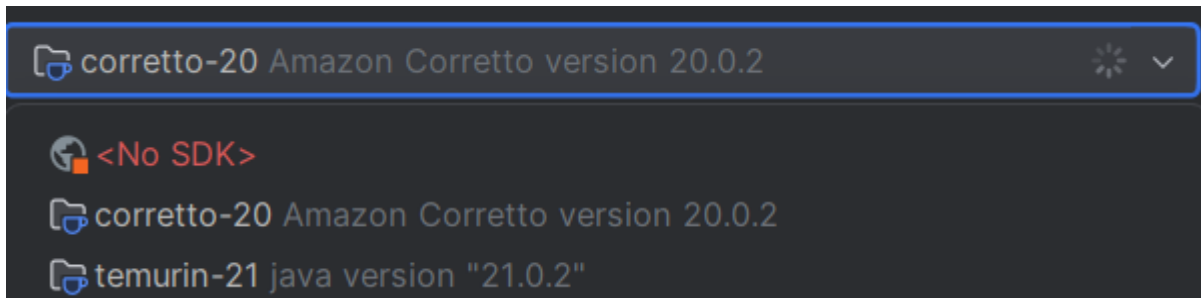 corretto-20 Amazon Corretto version 20.0.2
<No SDK>
corretto-20 Amazon Corretto version 20.0.2
temurin-21 java version "21.0.2"